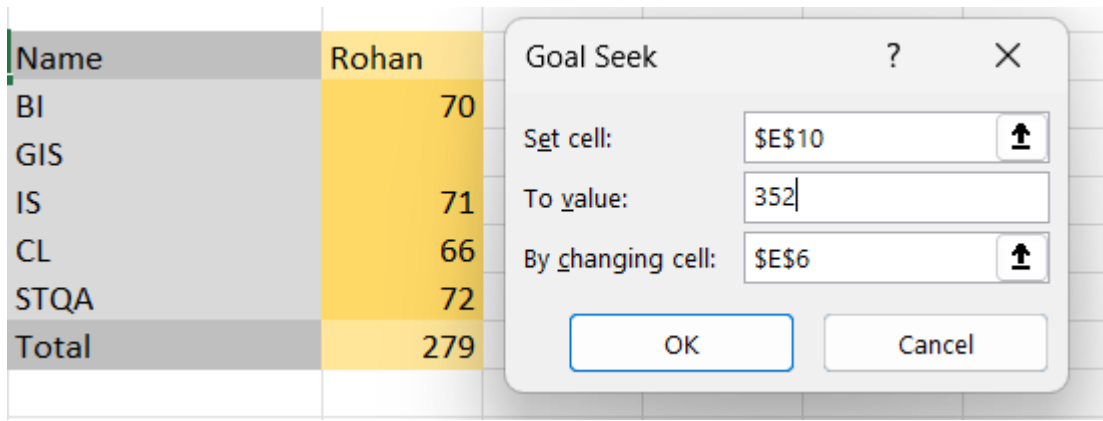 Name Rohan
BI 70
GIS
IS 71
CL 66
STQA 72
Total 279
Goal Seek ? ×
Set cell: $E$10
To value: 352
By changing cell: $E$6
OK Cancel